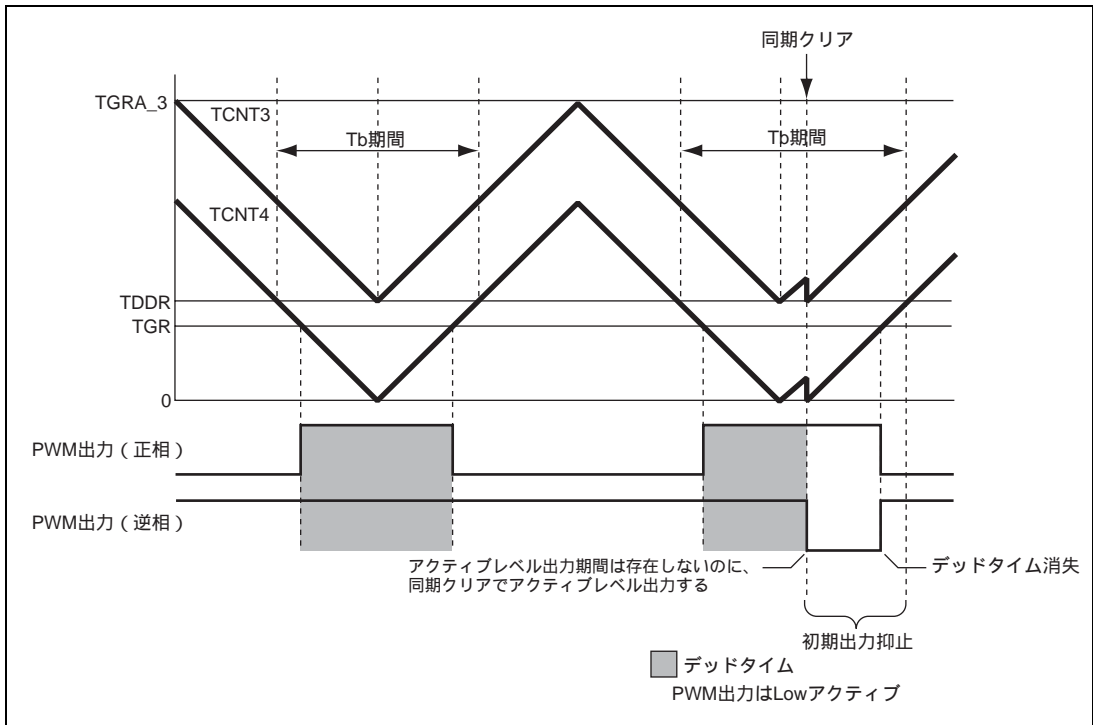 同期クリア
TGRA_3
TCNT3
Tb期間
Tb期間
TCNT4
TDDR
TGR
0
PWM出力（正相）
PWM出力（逆相）
アクティブレベル出力期間は存在しないのに、
同期クリアでアクティブレベル出力する
デッドタイム消失
初期出力抑止
デッドタイム
PWM出力はLowアクティブ